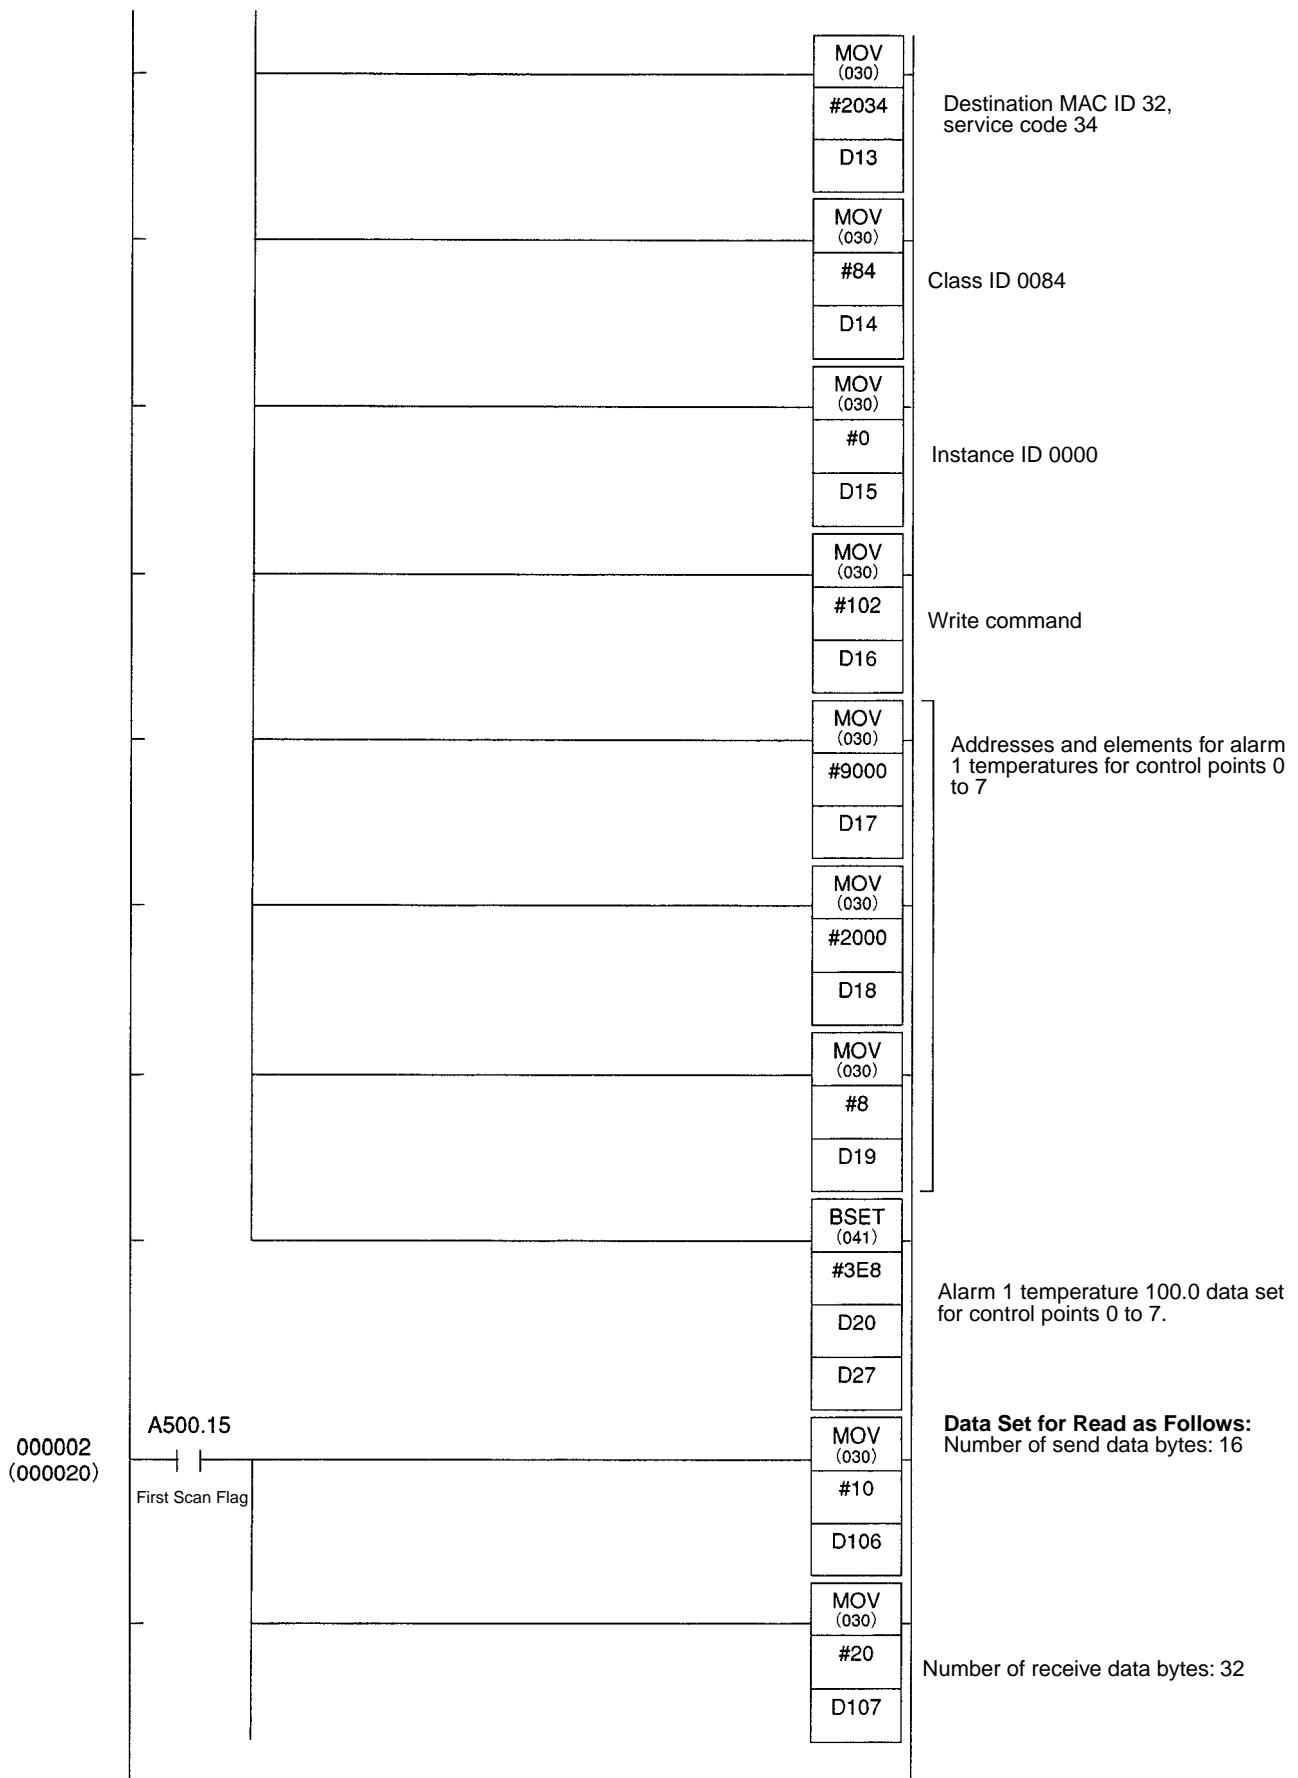 MOV
(030)
#2034
D13
Destination MAC ID 32,
service code 34
MOV
(030)
#84
D14
Class ID 0084
MOV
(030)
#0
D15
Instance ID 0000
MOV
(030)
#102
D16
Write command
MOV
(030)
#9000
D17
Addresses and elements for alarm
1 temperatures for control points 0
to 7
MOV
(030)
#2000
D18
MOV
(030)
#8
D19
BSET
(041)
#3E8
D20
D27
Alarm 1 temperature 100.0 data set
for control points 0 to 7.
000002
(000020)
A500.15
First Scan Flag
MOV
(030)
#10
D106
Data Set for Read as Follows:
Number of send data bytes: 16
MOV
(030)
#20
D107
Number of receive data bytes: 32